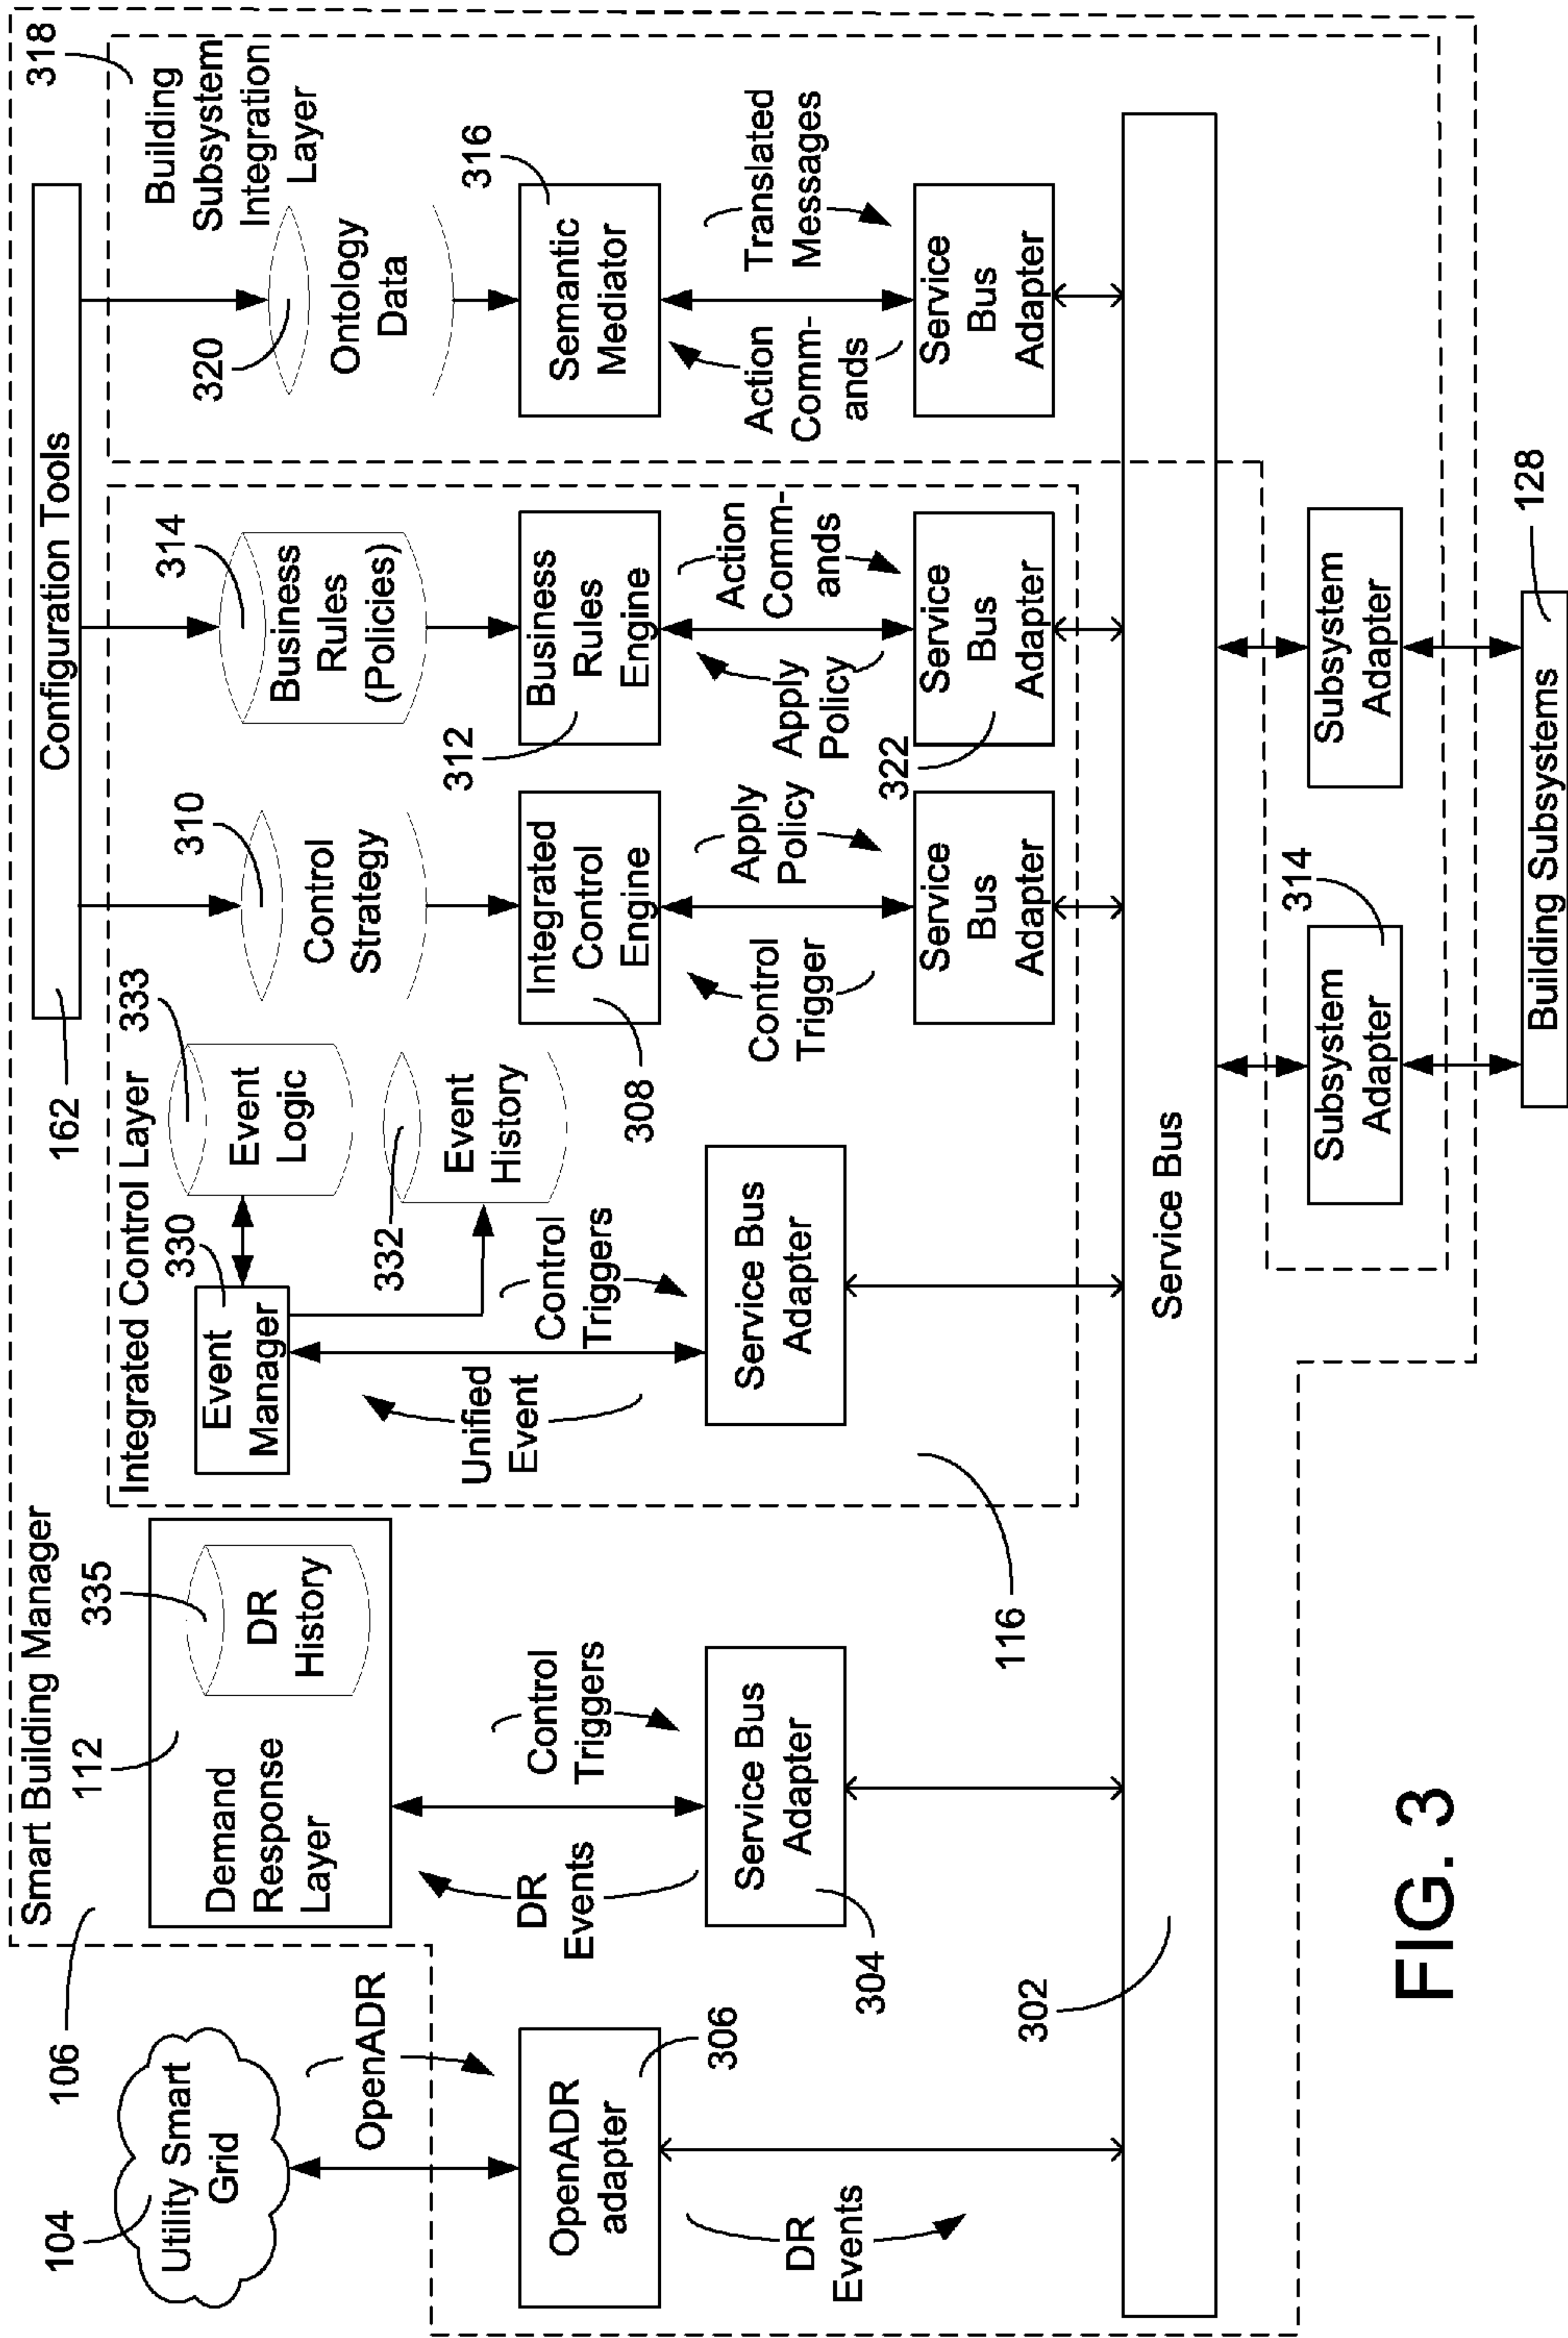 Smart Building Manager
106
104
Utility Smart
Grid
OpenADR
OpenADR
adapter
306
DR
Events
112
335
Demand
Response
Layer
DR
History
DR
Events
Control
Triggers
Service Bus
Adapter
304
Integrated Control Layer
116
330
Event
Manager
333
Event
Logic
332
Event
History
Unified
Event
Control
Triggers
Service Bus
Adapter
162
Configuration Tools
310
Control
Strategy
Integrated
Control
Engine
308
Control
Trigger
Apply
Policy
Service
Bus
Adapter
314
Business
Rules
(Policies)
312
Business
Rules
Engine
Apply
Policy
Action
Comm-
ands
322
Service
Bus
Adapter
318
Building
Subsystem
Integration
Layer
320
Ontology
Data
316
Semantic
Mediator
Action
Comm-
ands
Translated
Messages
Service
Bus
Adapter
302
Service Bus
Subsystem
Adapter
314
Subsystem
Adapter
Building Subsystems
128
FIG. 3